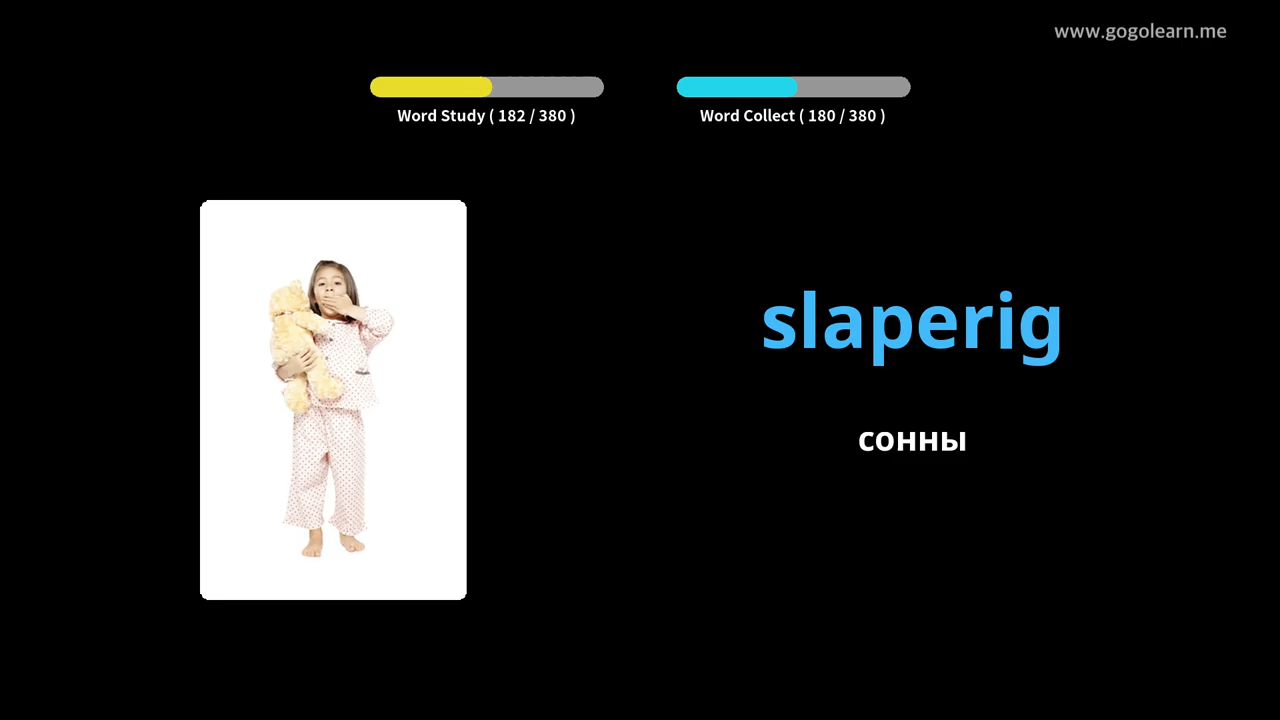 www.gogolearn.me
Word Study ( 182 / 380 )
Word Collect ( 180 / 380 )
slaperig
сонны